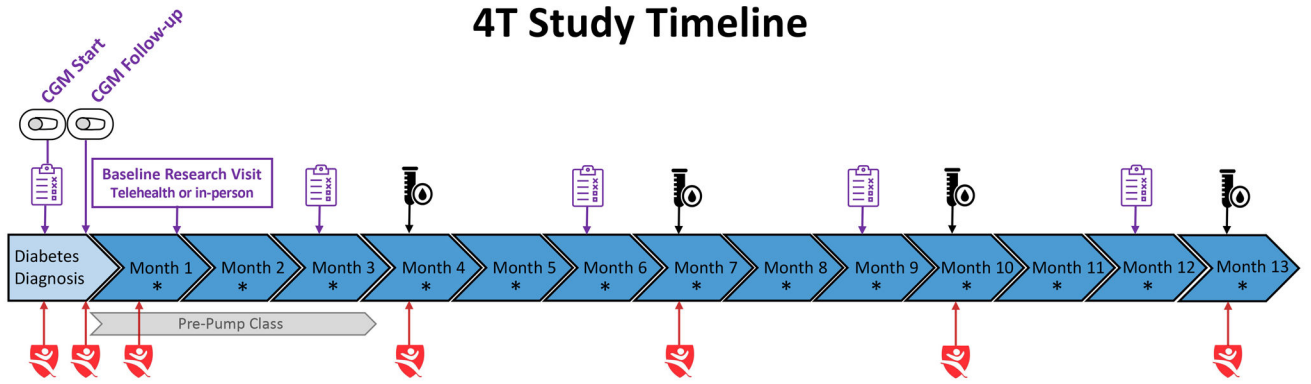 4T Study Timeline
CGM Start
CGM Follow-up
Baseline Research Visit
Telehealth or in-person
Diabetes
Diagnosis
Month 1
*
Month 2
*
Month 3
*
Month 4
*
Month 5
*
Month 6
*
Month 7
*
Month 8
*
Month 9
*
Month 10
*
Month 11
*
Month 12
*
Month 13
*
Pre-Pump Class